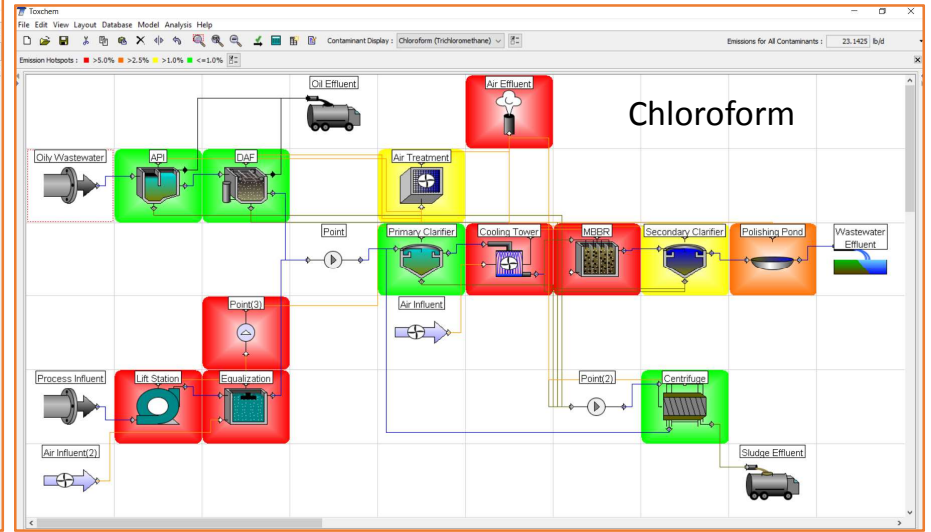 Toxchem
File Edit View Layout Database Model Analysis Help
Contaminant Display : Chloroform (Trichloromethane) Emissions for All Contaminants : 23.1425 lb/d
Emission Hotspots : >5.0% >2.5% >1.0% <=1.0%
Oil Effluent
Air Effluent
Chloroform
Oily Wastewater
API
DAF
Air Treatment
Point
Primary Clarifier
Cooling Tower
MBBR
Secondary Clarifier
Polishing Pond
Wastewater
Effluent
Point(3)
Air Influent
Process Influent
Lift Station
Equalization
Point(2)
Centrifuge
Air Influent(2)
Sludge Effluent